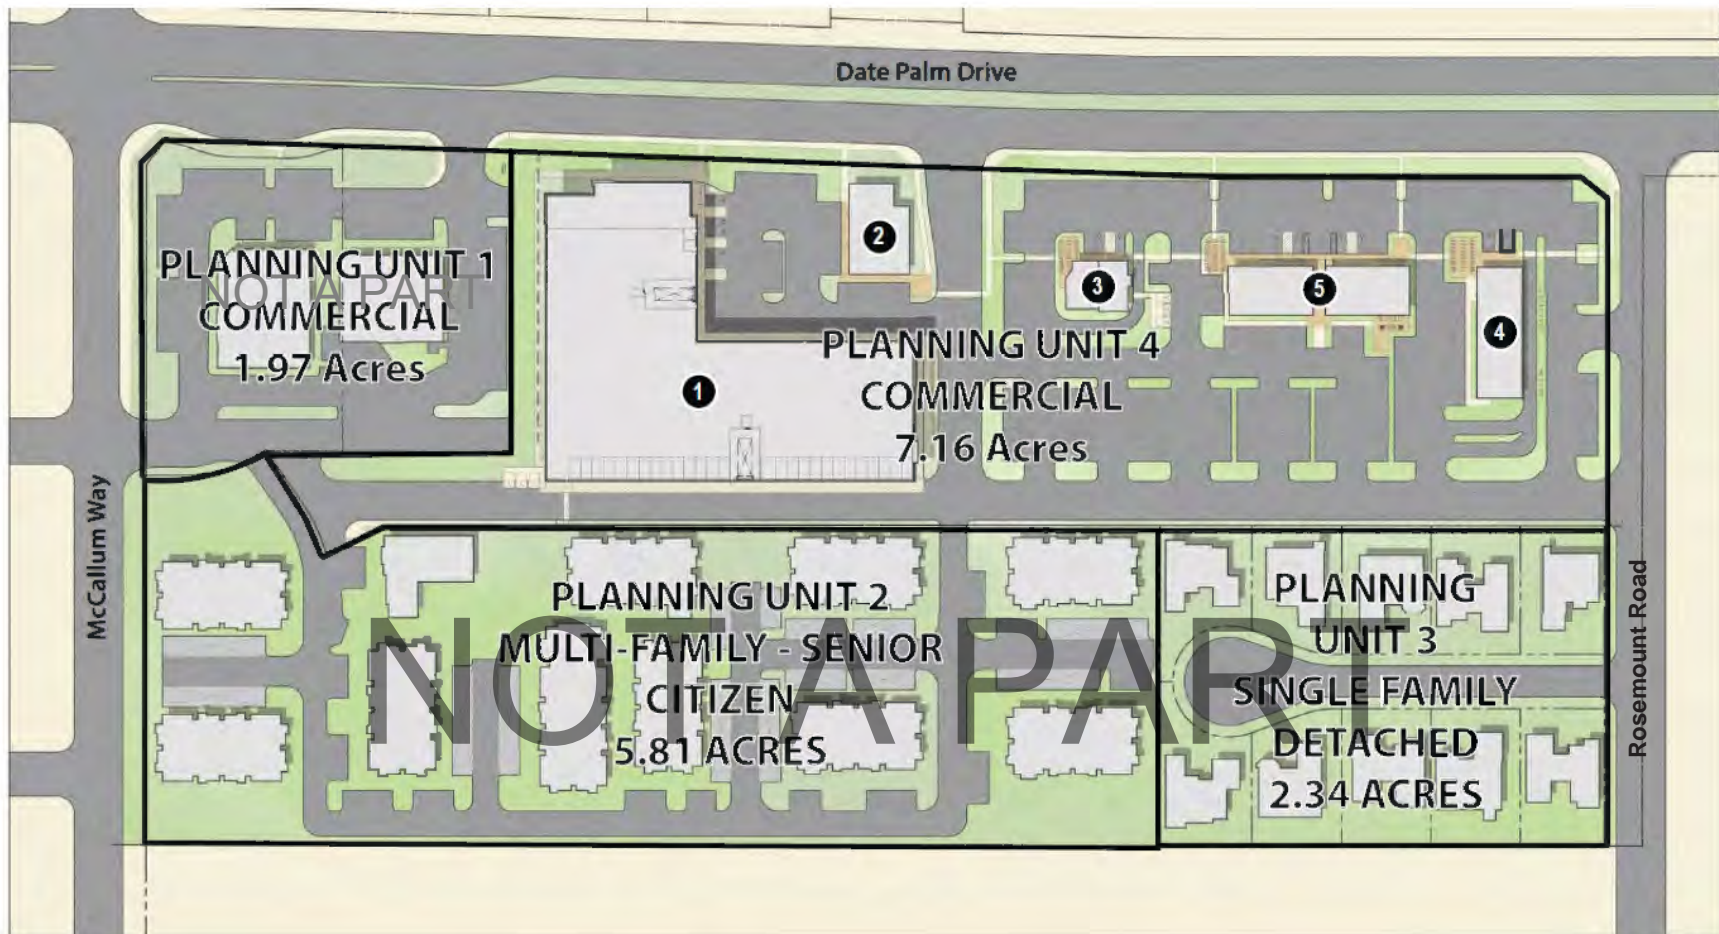 Date Palm Drive
PLANNING UNIT 1
NOT A PART
COMMERCIAL
1.97 Acres
2
3
5
4
1
PLANNING UNIT 4
COMMERCIAL
7.16 Acres
McCallum Way
PLANNING UNIT 2
MULTI-FAMILY - SENIOR
CITIZEN
5.81 ACRES
NOT A PART
PLANNING
UNIT 3
SINGLE FAMILY
DETACHED
2.34 ACRES
Rosemount Road